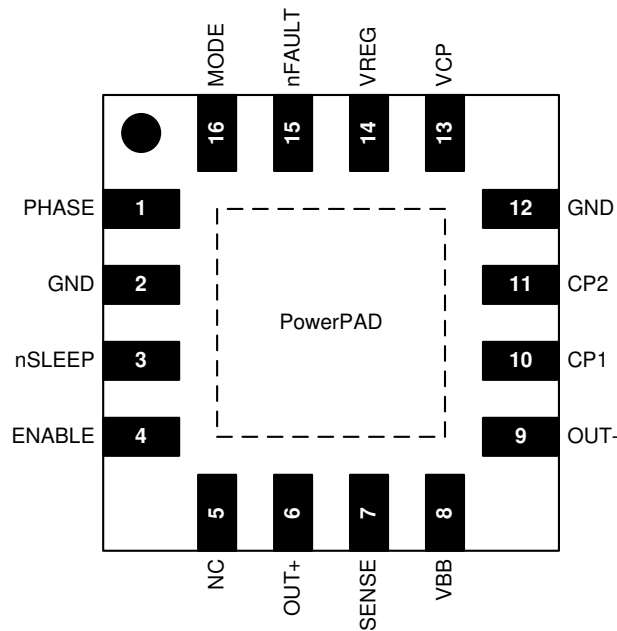 MODE
nFAULT
VREG
VCP
16
15
14
13
PHASE 1
12 GND
GND 2
11 CP2
PowerPAD
nSLEEP 3
10 CP1
ENABLE 4
9 OUT-
5
6
7
8
NC
OUT+
SENSE
VBB